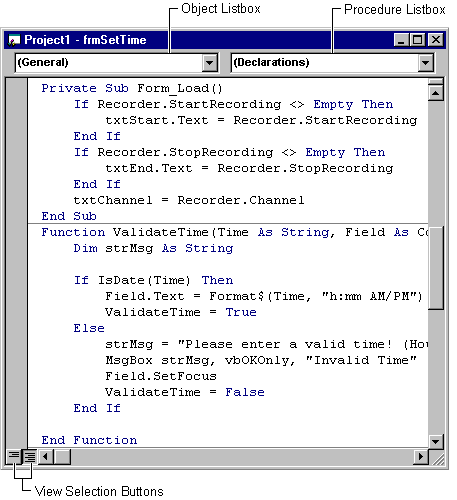 Object Listbox
Procedure Listbox
Project1 - frmSetTime
(General)
(Declarations)
Private Sub Form_Load()
    If Recorder.StartRecording <> Empty Then
        txtStart.Text = Recorder.StartRecording
    End If
    If Recorder.StopRecording <> Empty Then
        txtEnd.Text = Recorder.StopRecording
    End If
    txtChannel = Recorder.Channel
End Sub
Function ValidateTime(Time As String, Field As Co
    Dim strMsg As String
    If IsDate(Time) Then
        Field.Text = Format$(Time, "h:mm AM/PM")
        ValidateTime = True
    Else
        strMsg = "Please enter a valid time! (Hou
        MsgBox strMsg, vbOKOnly, "Invalid Time"
        Field.SetFocus
        ValidateTime = False
    End If
End Function
View Selection Buttons